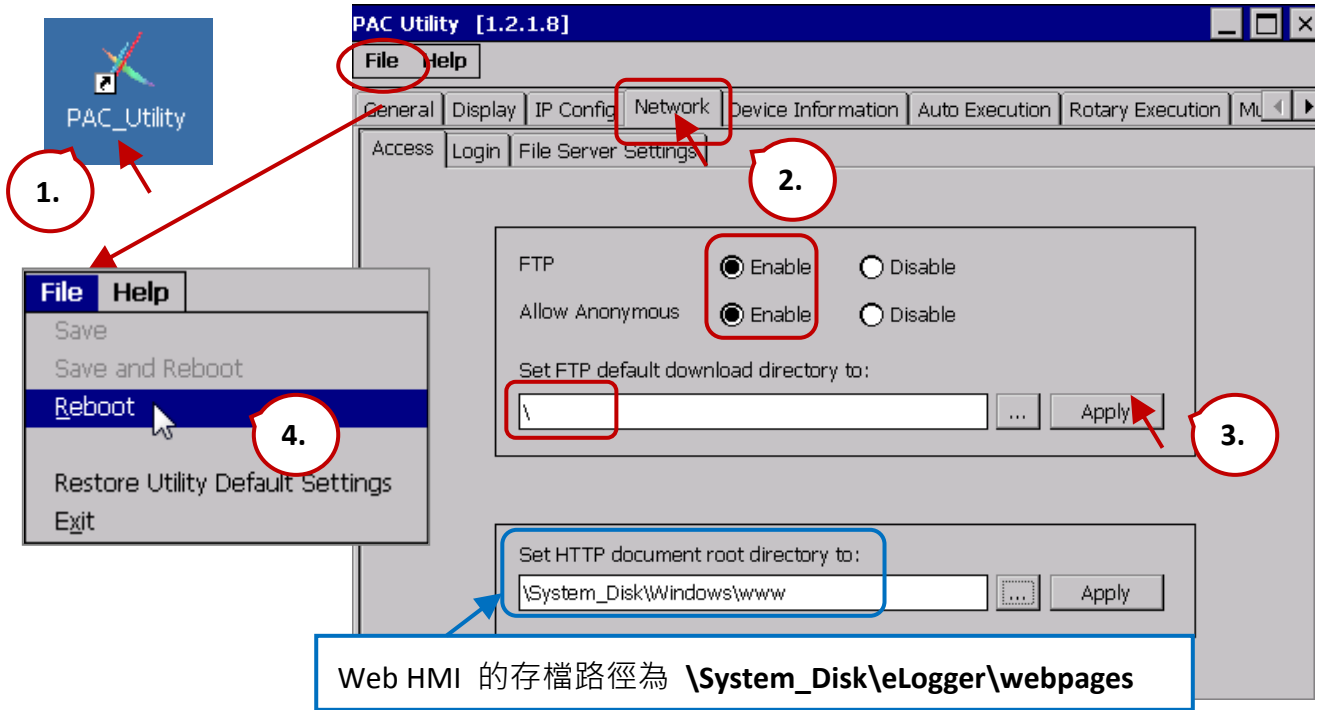 PAC_Utility
1.
PAC Utility [1.2.1.8]
File Help
General Display IP Config Network Device Information Auto Execution Rotary Execution
Access Login File Server Settings
2.
FTP Enable Disable
Allow Anonymous Enable Disable
Set FTP default download directory to:
\ ... Apply
3.
File Help
Save
Save and Reboot
Reboot
4.
Restore Utility Default Settings
Exit
Set HTTP document root directory to:
\System_Disk\Windows\www ... Apply
Web HMI 的存檔路徑為 \System_Disk\eLogger\webpages